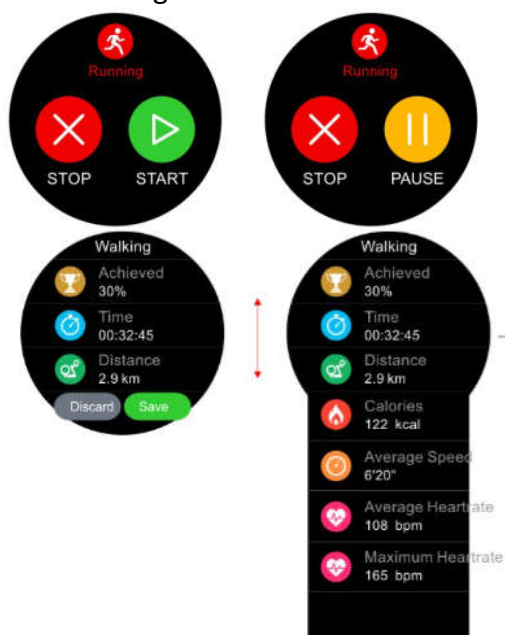 Running
STOP
START
Running
STOP
PAUSE
Walking
Achieved
30%
Time
00:32:45
Distance
2.9 km
Discard
Save
Walking
Achieved
30%
Time
00:32:45
Distance
2.9 km
Calories
122 kcal
Average Speed
6'20"
Average Heartrate
108 bpm
Maximum Heartrate
165 bpm